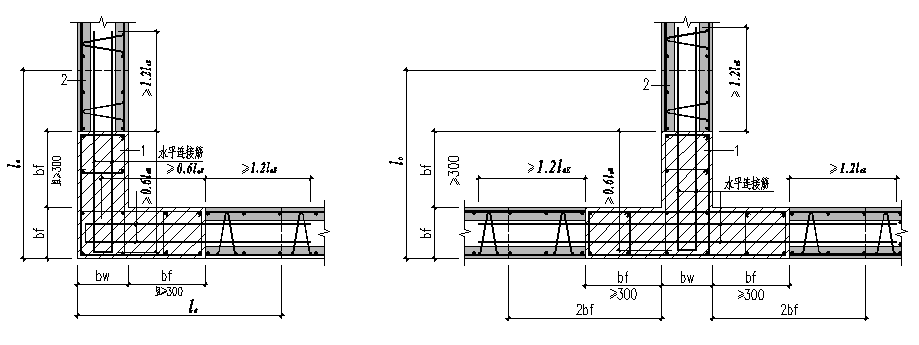 2
≥1.2laE
1
水平连接筋
≥0.6laE
≥1.2laE
≥0.6laE
lc
bf
且≥300
bf
bw
bf
且≥300
lc
2
≥1.2laE
1
水平连接筋
≥1.2laE
≥0.6laE
≥1.2laE
lc
bf
≥300
bf
bf
bw
bf
≥300
≥300
2bf
2bf